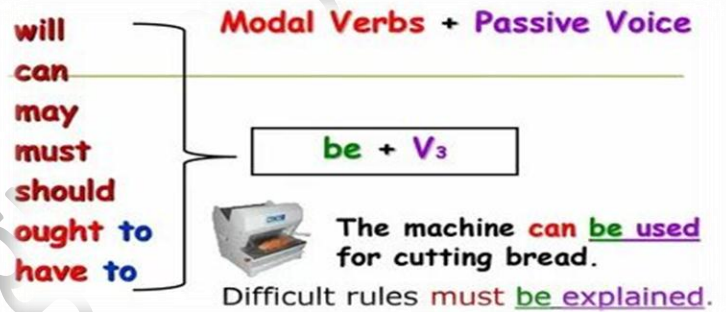 Modal Verbs + Passive Voice
will
can
may
must
should
ought to
have to
be + V₃
The machine can be used
for cutting bread.
Difficult rules must be explained.